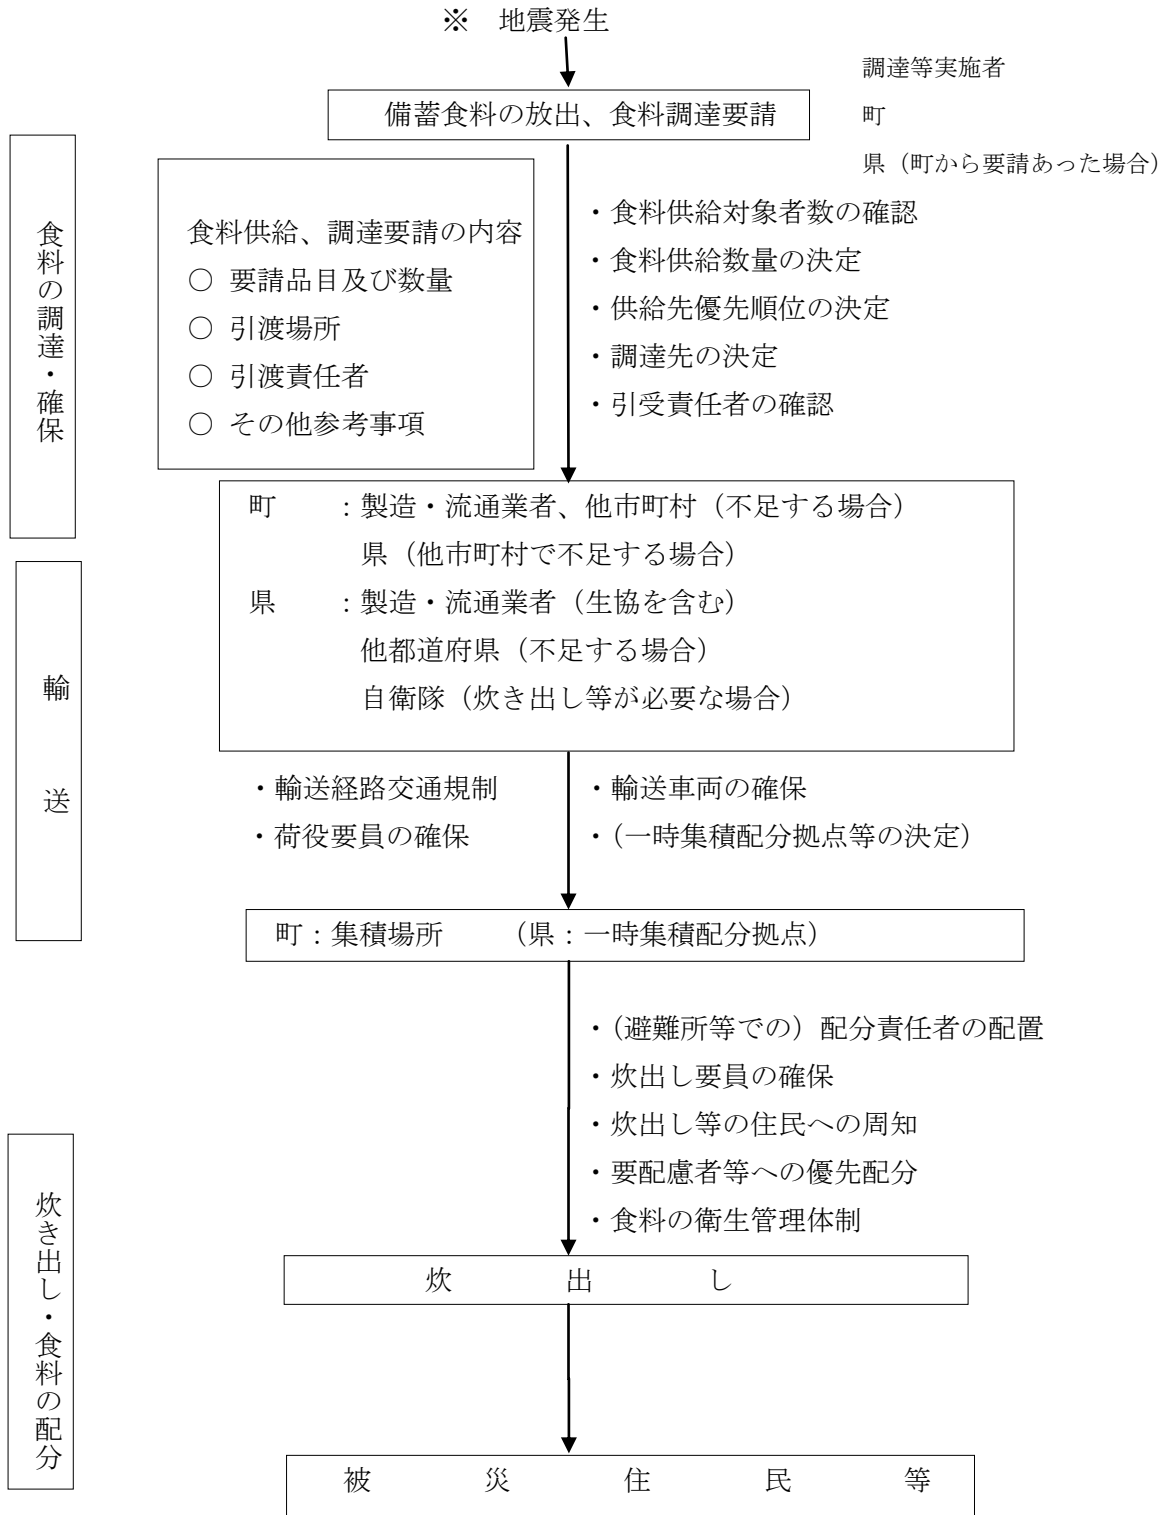 ※　地震発生
調達等実施者
備蓄食料の放出、食料調達要請
町
県（町から要請あった場合）
食料の調達・確保
食料供給、調達要請の内容
○ 要請品目及び数量
○ 引渡場所
○ 引渡責任者
○ その他参考事項
・食料供給対象者数の確認
・食料供給数量の決定
・供給先優先順位の決定
・調達先の決定
・引受責任者の確認
町　　：製造・流通業者、他市町村（不足する場合）
県（他市町村で不足する場合）
県　　：製造・流通業者（生協を含む）
他都道府県（不足する場合）
自衛隊（炊き出し等が必要な場合）
輸　送
・輸送経路交通規制
・荷役要員の確保
・輸送車両の確保
・（一時集積配分拠点等の決定）
町：集積場所　　（県：一時集積配分拠点）
・（避難所等での）配分責任者の配置
・炊出し要員の確保
・炊出し等の住民への周知
・要配慮者等への優先配分
・食料の衛生管理体制
炊き出し・食料の配分
炊　出　し
被　災　住　民　等